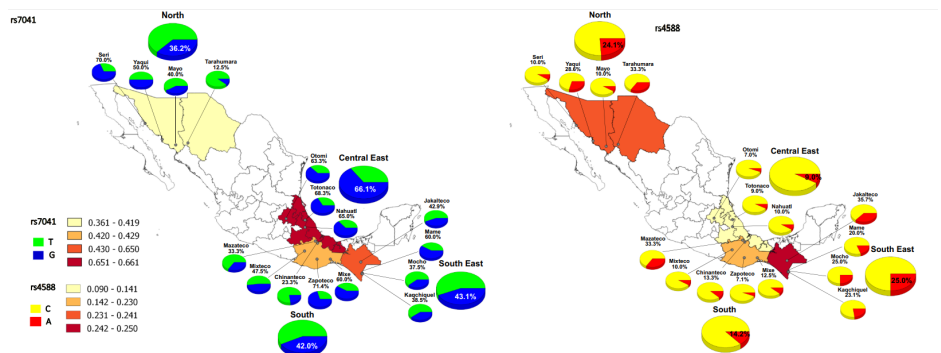 rs7041
North
36.2%
Seri
70.0%
Yaqui
50.0%
Mayo
40.0%
Tarahumara
12.5%
Otomi
63.3%
Central East
66.1%
Totonaco
68.3%
Nahuatl
65.0%
Jakalteco
42.9%
Mame
60.0%
Mazateco
33.3%
Mixteco
47.5%
Chinanteco
23.3%
Zapoteco
71.4%
Mixe
60.0%
Mocho
37.5%
Kaqchiquel
38.5%
South East
43.1%
South
42.0%
rs7041
T
G
0.361 - 0.419
0.420 - 0.429
0.430 - 0.650
0.651 - 0.661
rs4588
C
A
0.090 - 0.141
0.142 - 0.230
0.231 - 0.241
0.242 - 0.250
rs4588
North
24.1%
Seri
10.0%
Yaqui
28.6%
Mayo
10.0%
Tarahumara
33.3%
Otomi
7.0%
Central East
9.0%
Totonaco
9.0%
Nahuatl
10.0%
Jakalteco
35.7%
Mame
20.0%
Mazateco
33.3%
Mixteco
10.0%
Chinanteco
13.3%
Zapoteco
7.1%
Mixe
12.5%
Mocho
25.0%
Kaqchiquel
23.1%
South East
25.0%
South
14.2%